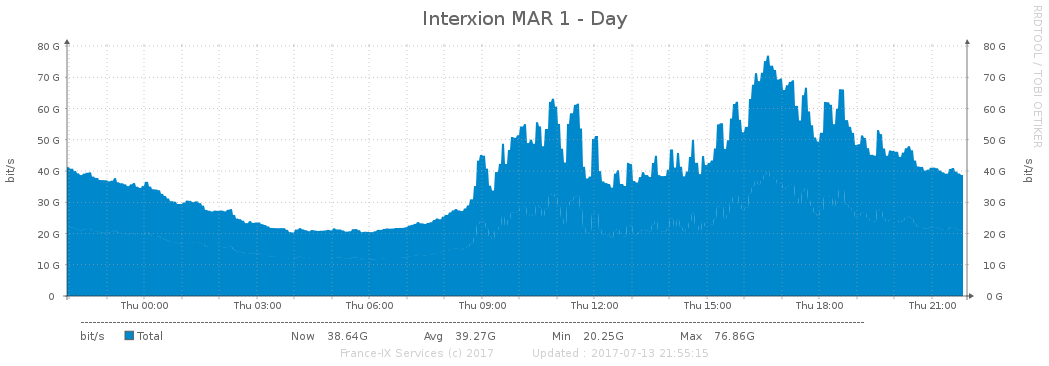 Interxion MAR 1 - Day
RRDTOOL / TOBI OETIKER
bit/s
bit/s
80 G 80 G
70 G 70 G
60 G 60 G
50 G 50 G
40 G 40 G
30 G 30 G
20 G 20 G
10 G 10 G
0 0 G
Thu 00:00 Thu 03:00 Thu 06:00 Thu 09:00 Thu 12:00 Thu 15:00 Thu 18:00 Thu 21:00
bit/s Total Now 38.64G Avg 39.27G Min 20.25G Max 76.86G
France-IX Services (c) 2017 Updated : 2017-07-13 21:55:15